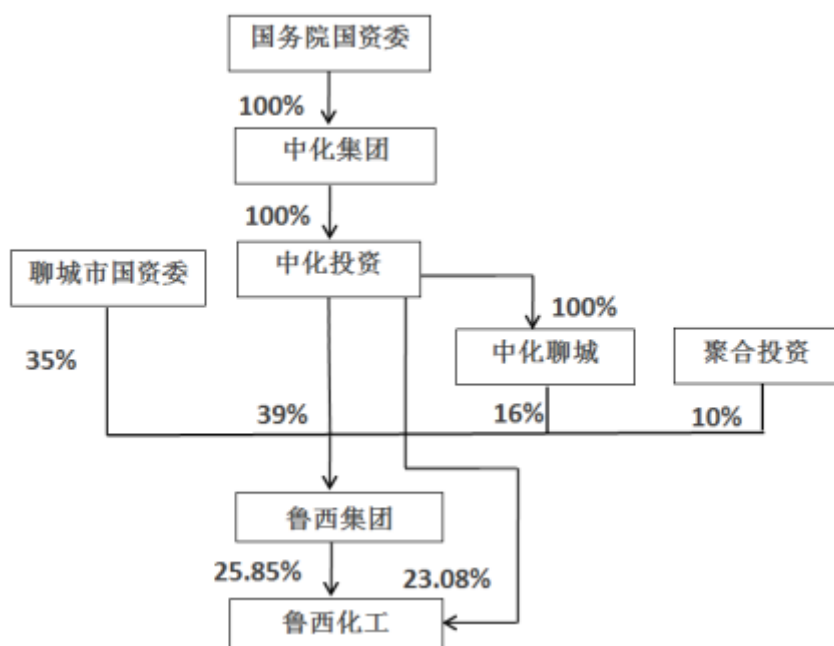 国务院国资委
100%
中化集团
100%
聊城市国资委
中化投资
100%
35%
中化聊城
聚合投资
39%
16%
10%
鲁西集团
25.85%
23.08%
鲁西化工